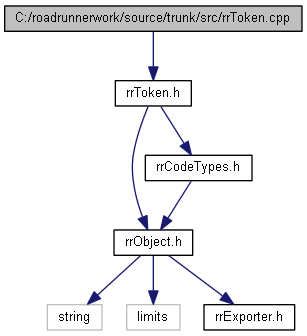 C:/roadrunnerwork/source/trunk/src/rrToken.cpp
rrToken.h
rrCodeTypes.h
rrObject.h
string
limits
rrExporter.h